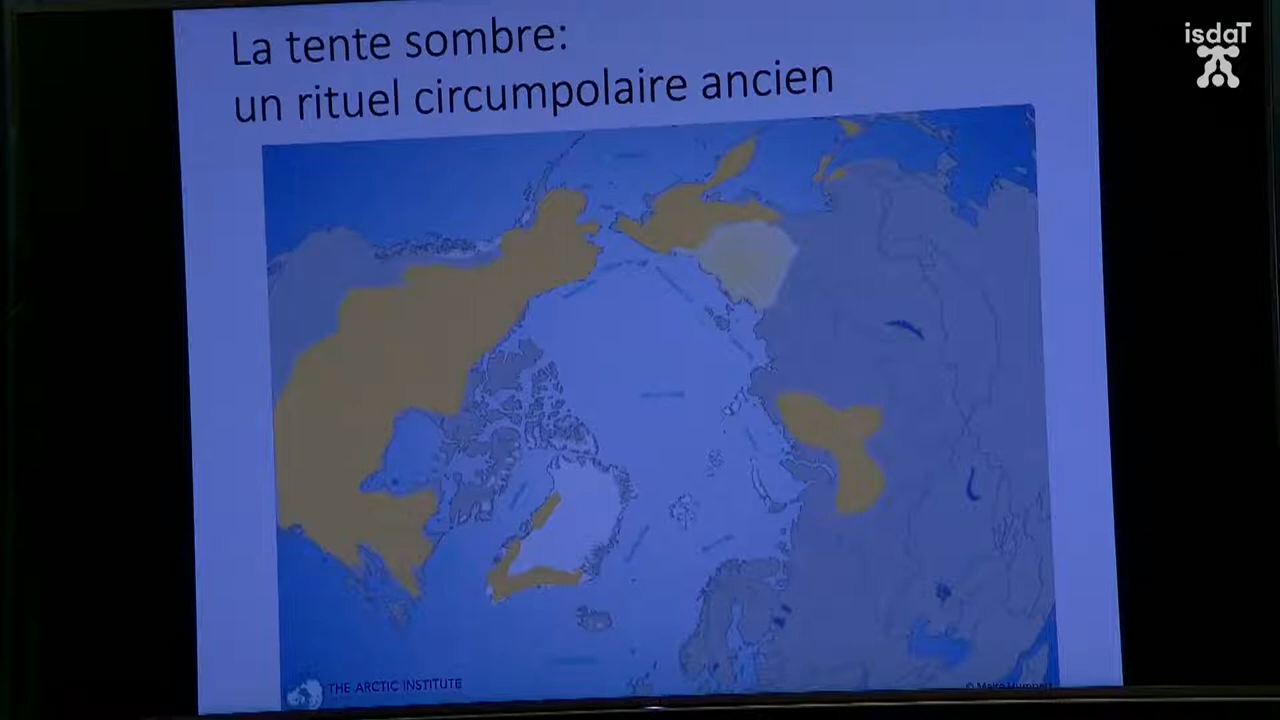 La tente sombre:
un rituel circumpolaire ancien
isdaT
THE ARCTIC INSTITUTE